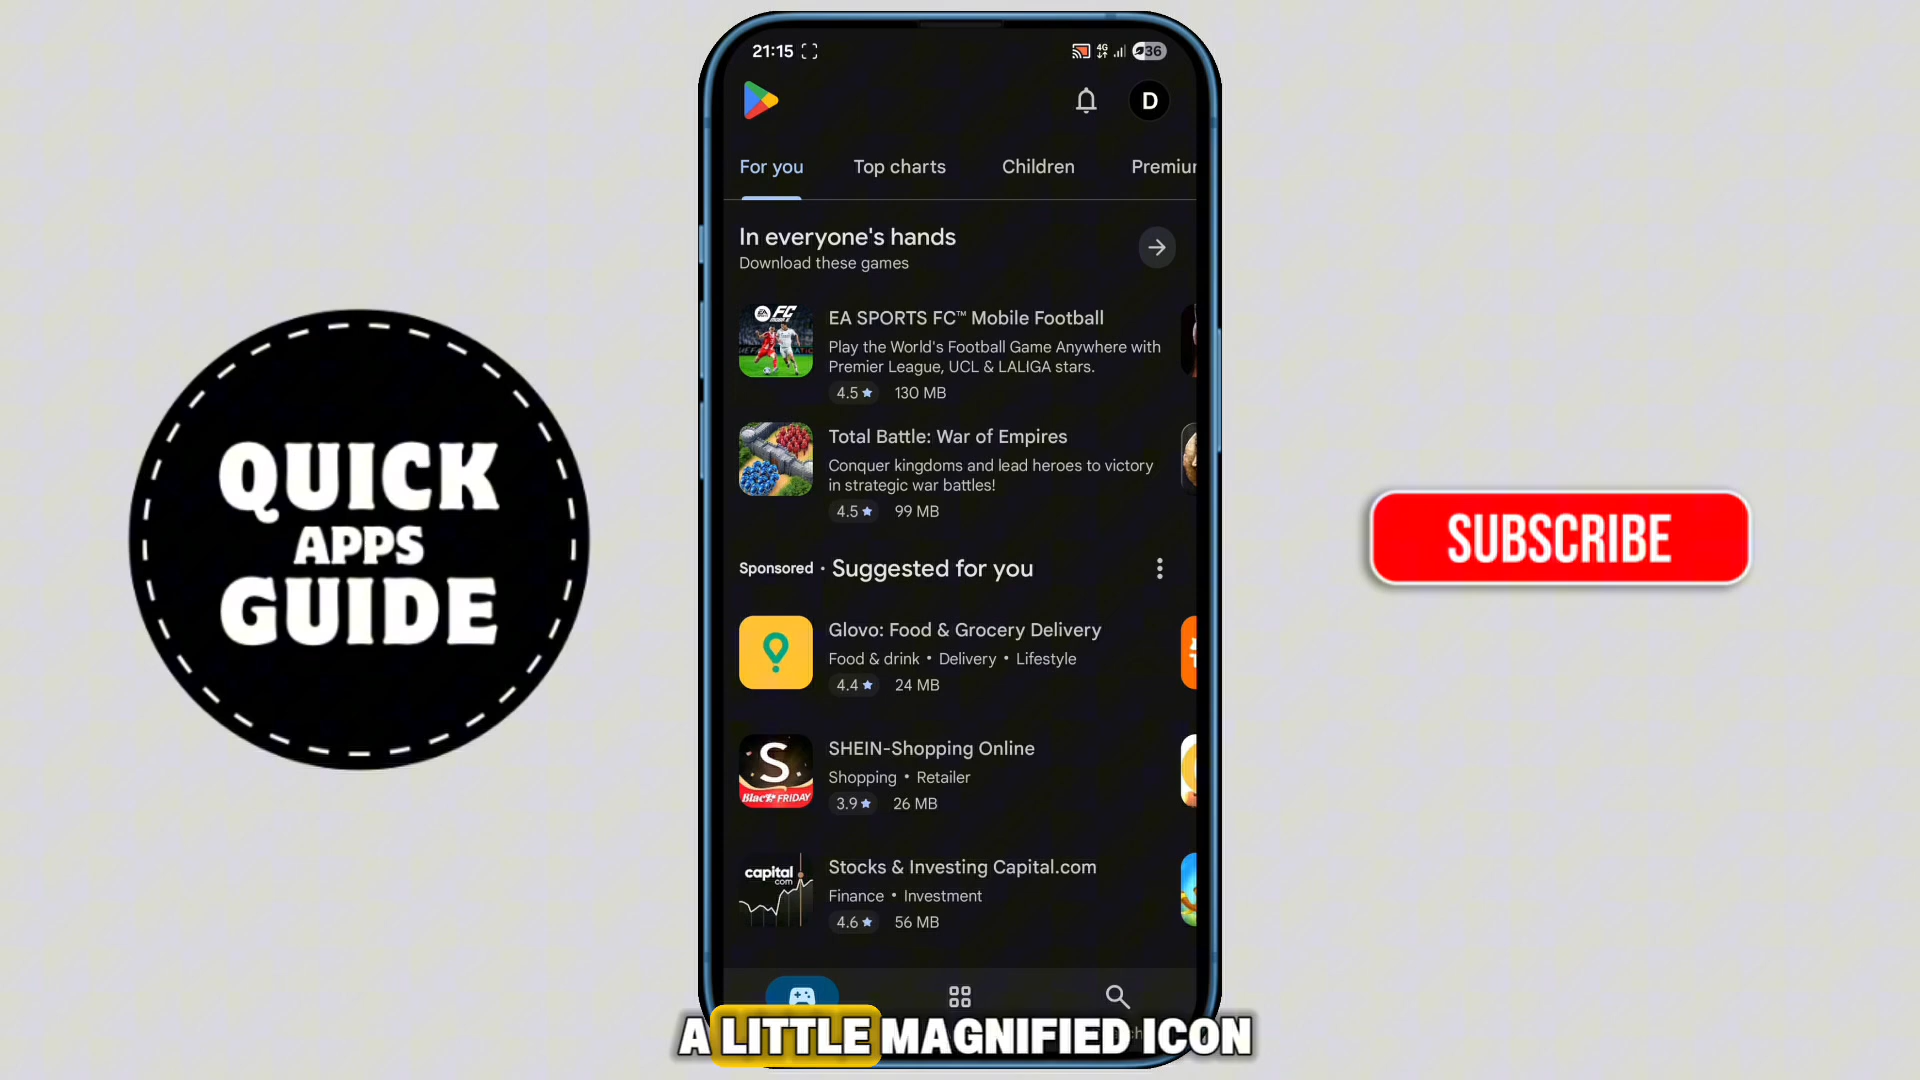 21:15
4G
36
D
For you
Top charts
Children
Premiur
In everyone's hands
Download these games
FC
EA SPORTS FC™ Mobile Football
Play the World's Football Game Anywhere with
Premier League, UCL & LALIGA stars.
4.5★ 130 MB
Total Battle: War of Empires
Conquer kingdoms and lead heroes to victory
in strategic war battles!
4.5★ 99 MB
Sponsored • Suggested for you
Glovo: Food & Grocery Delivery
Food & drink • Delivery • Lifestyle
4.4★ 24 MB
S
BlacK FRIDAY
SHEIN-Shopping Online
Shopping • Retailer
3.9★ 26 MB
capital
com
Stocks & Investing Capital.com
Finance • Investment
4.6★ 56 MB
A LITTLE MAGNIFIED ICON
QUICK
APPS
GUIDE
SUBSCRIBE